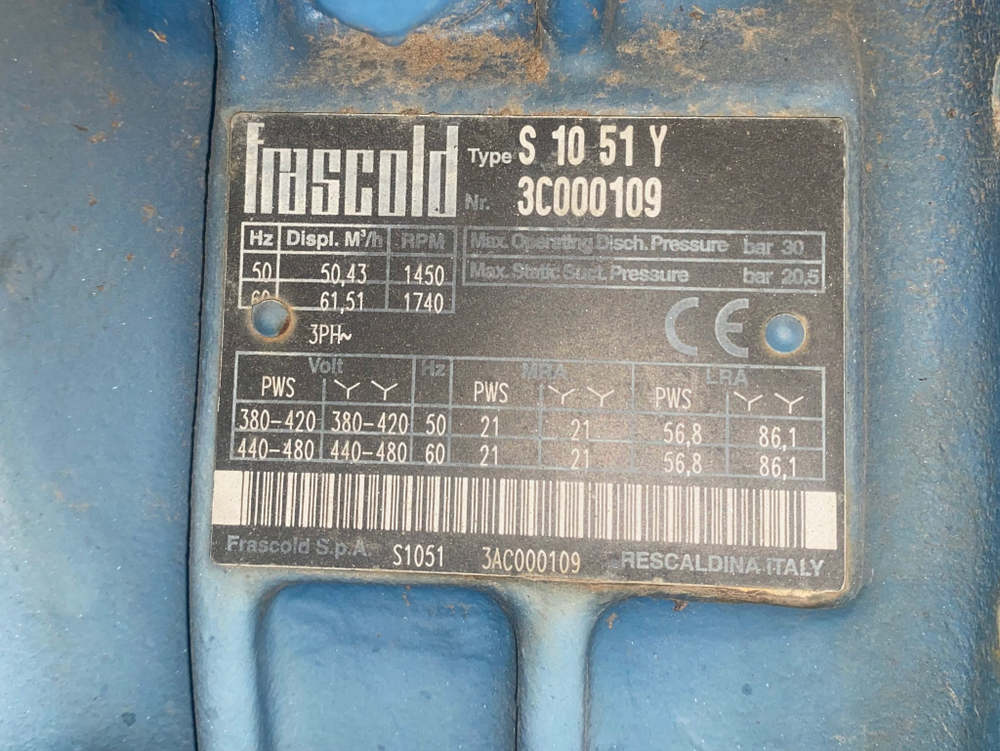 Frascold Type S 10 51 Y
Nr. 3C000109
Hz Displ. M³/h RPM Max. Operating Disch. Pressure bar 30
50 50,43 1450 Max. Static Suct. Pressure bar 20,5
60 61,51 1740
3PH~ CE
Volt Hz MRA LRA
PWS Y Y PWS Y Y PWS Y Y
380-420 380-420 50 21 21 56,8 86,1
440-480 440-480 60 21 21 56,8 86,1
Frascold S.p.A. S1051 3AC000109 RESCALDINA ITALY